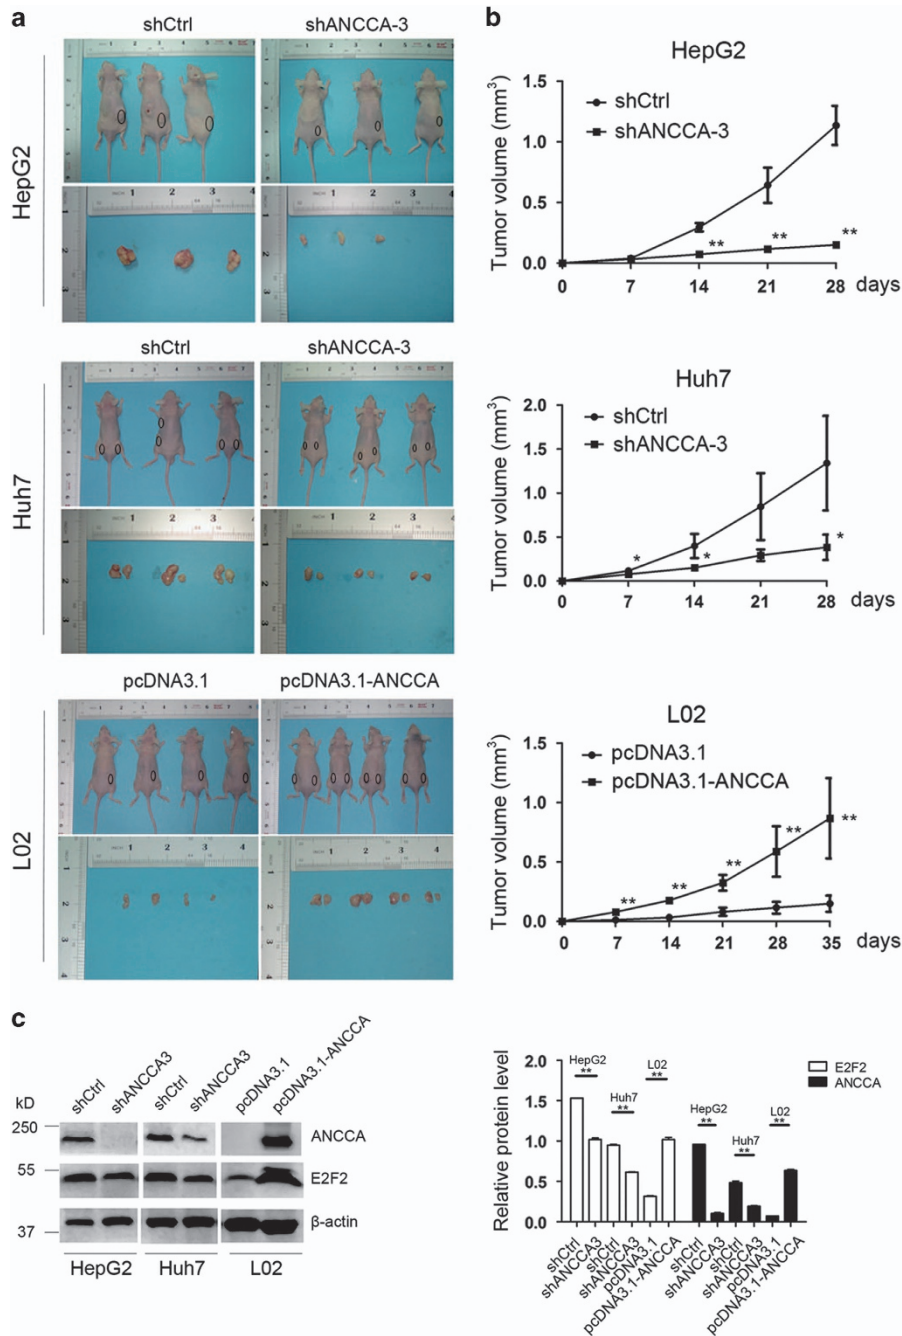 a
shCtrl
shANCCA-3
HepG2
shCtrl
shANCCA-3
Huh7
pcDNA3.1
pcDNA3.1-ANCCA
L02
b
HepG2
Tumor volume (mm³)
1.5
1.0
0.5
0.0
shCtrl
shANCCA-3
** ** **
0 7 14 21 28 days
Huh7
Tumor volume (mm³)
2.0
1.5
1.0
0.5
0.0
shCtrl
shANCCA-3
* * *
0 7 14 21 28 days
L02
Tumor volume (mm³)
1.5
1.0
0.5
0.0
pcDNA3.1
pcDNA3.1-ANCCA
** ** ** ** **
0 7 14 21 28 35 days
c
shCtrl shANCCA3 shCtrl shANCCA3 pcDNA3.1 pcDNA3.1-ANCCA
kD
250
ANCCA
55
E2F2
37
β-actin
HepG2 Huh7 L02
Relative protein level
2.0
1.5
1.0
0.5
0.0
E2F2
ANCCA
HepG2
**
Huh7
**
L02
**
HepG2
**
Huh7
**
L02
**
shCtrl
shANCCA3
shCtrl
shANCCA3
pcDNA3.1
pcDNA3.1-ANCCA
shCtrl
shANCCA3
shCtrl
shANCCA3
pcDNA3.1
pcDNA3.1-ANCCA